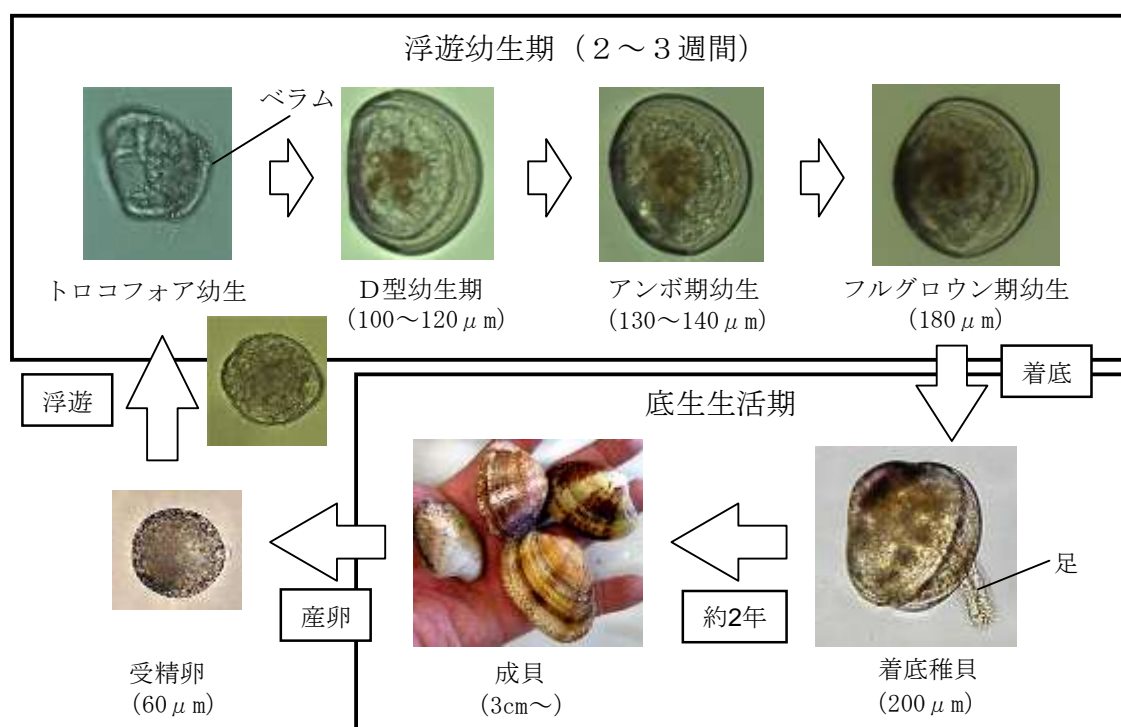 浮遊幼生期（２～３週間）
ベラム
トロコフォア幼生
Ｄ型幼生期
(100～120μm)
アンボ期幼生
(130～140μm)
フルグロウン期幼生
(180μm)
浮遊
着底
底生生活期
足
産卵
約2年
受精卵
(60μm)
成貝
(3cm～)
着底稚貝
(200μm)